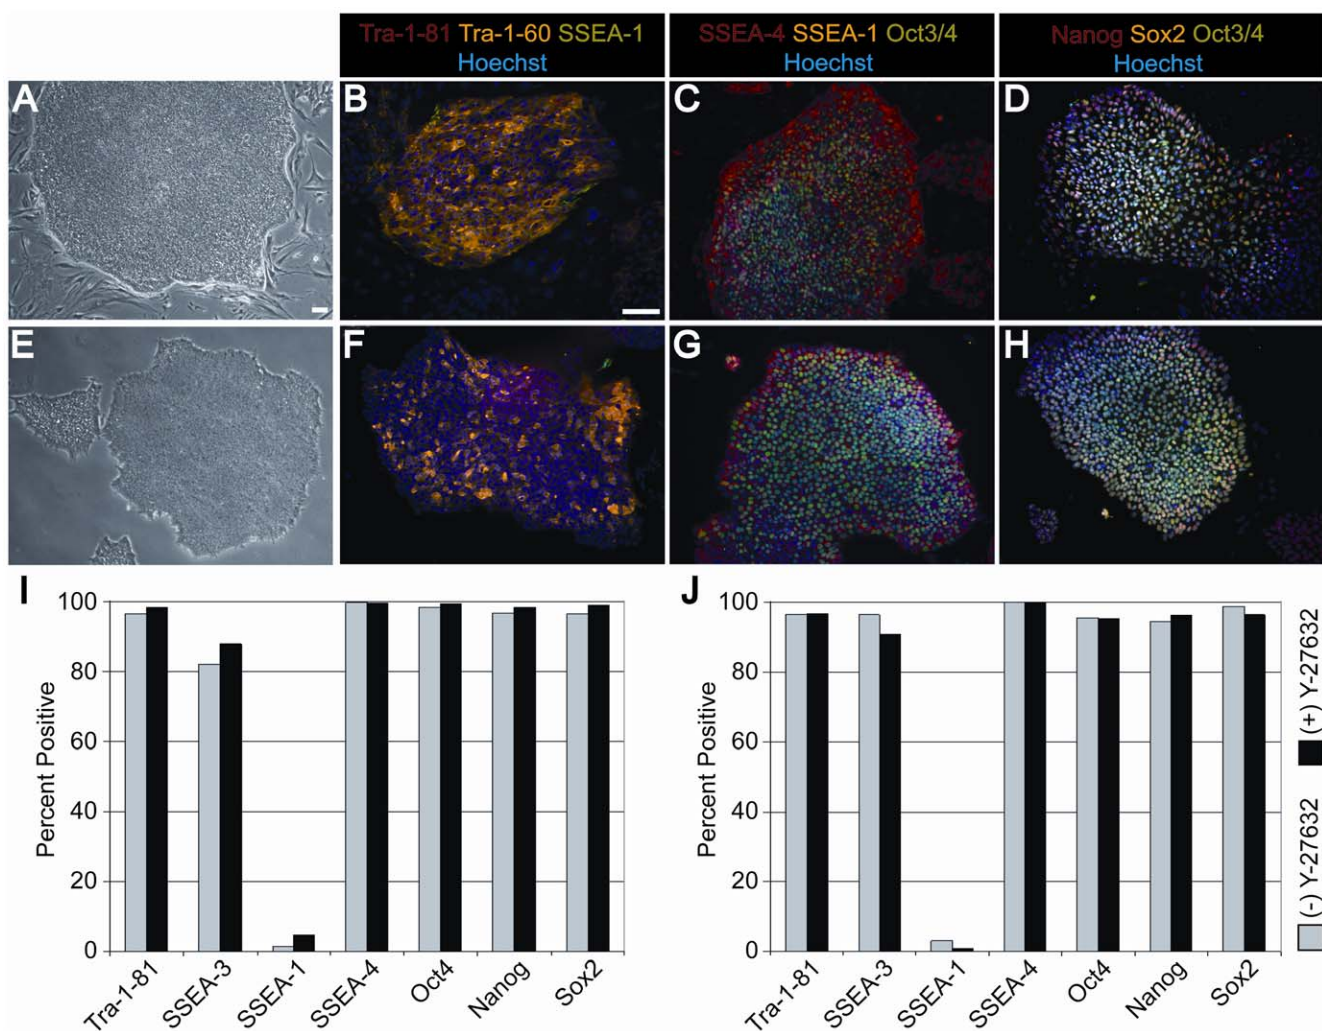 Tra-1-81 Tra-1-60 SSEA-1
Hoechst
SSEA-4 SSEA-1 Oct3/4
Hoechst
Nanog Sox2 Oct3/4
Hoechst
A
B
C
D
E
F
G
H
I
Percent Positive
100
80
60
40
20
0
Tra-1-81
SSEA-3
SSEA-1
SSEA-4
Oct4
Nanog
Sox2
J
Percent Positive
100
80
60
40
20
0
Tra-1-81
SSEA-3
SSEA-1
SSEA-4
Oct4
Nanog
Sox2
(-) Y-27632
(+) Y-27632